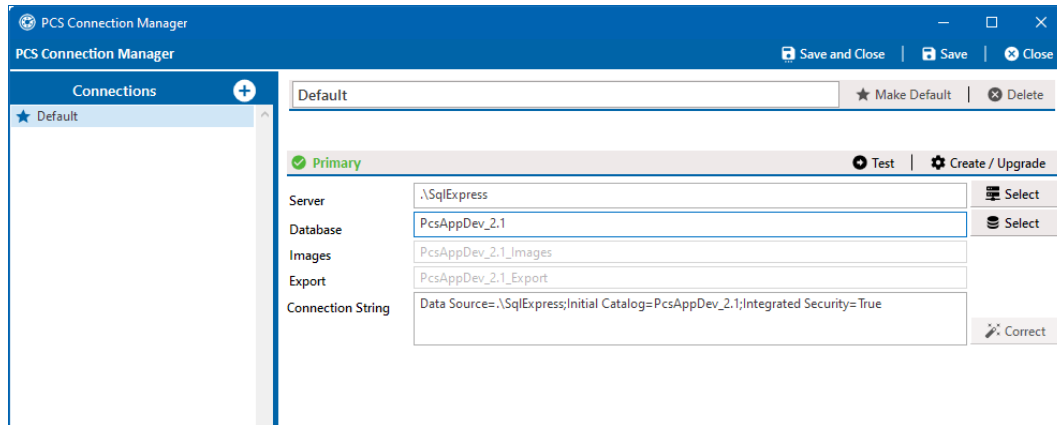 PCS Connection Manager
PCS Connection Manager
Save and Close
Save
Close
Connections
Default
Default
Make Default
Delete
Primary
Test
Create / Upgrade
Server
.\SqlExpress
Select
Database
PcsAppDev_2.1
Select
Images
PcsAppDev_2.1_Images
Export
PcsAppDev_2.1_Export
Connection String
Data Source=.\SqlExpress;Initial Catalog=PcsAppDev_2.1;Integrated Security=True
Correct